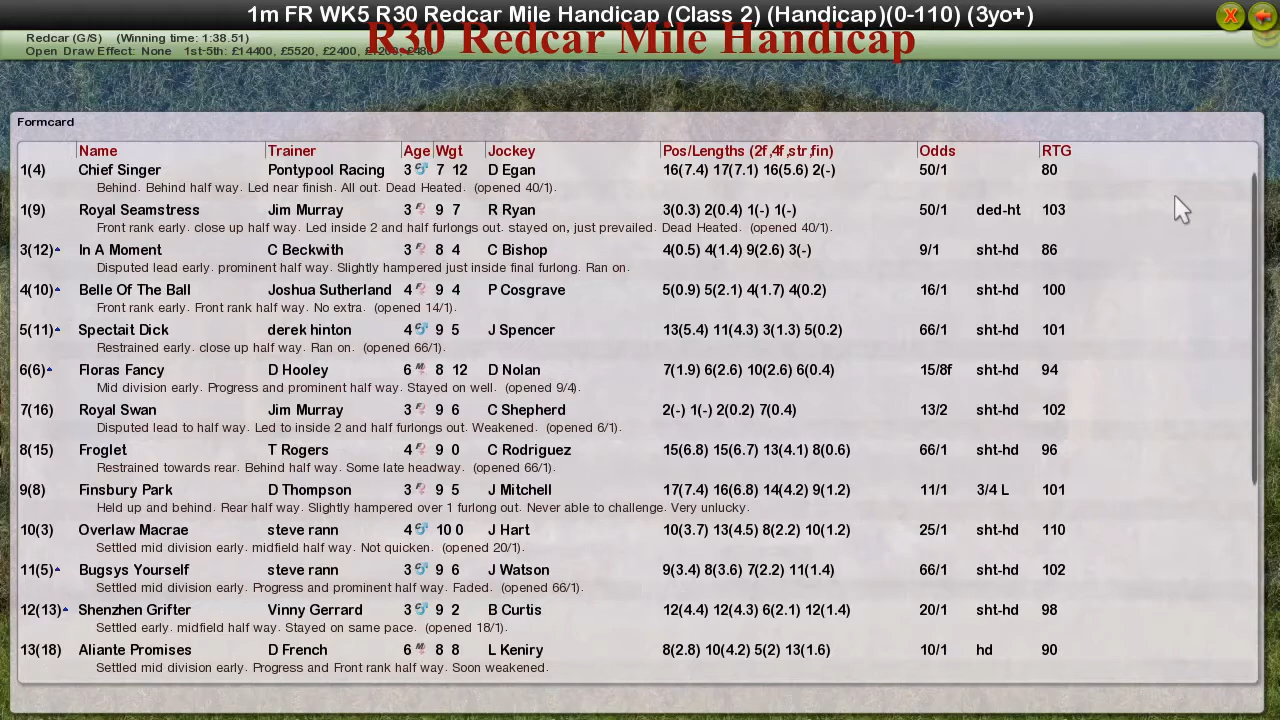 1m FR WK5 R30 Redcar Mile Handicap (Class 2) (Handicap)(0-110) (3yo+)
R30 Redcar Mile Handicap
Redcar (G/S) (Winning time: 1:38.51)
Open Draw Effect: None 1st-5th: £14400, £5520, £2400, £1200, £480
Formcard
Name Trainer Age Wgt Jockey Pos/Lengths (2f,4f,str,fin) Odds RTG
1(4) Chief Singer Pontypool Racing 3 7 12 D Egan 16(7.4) 17(7.1) 16(5.6) 2(-) 50/1 80
Behind. Behind half way. Led near finish. All out. Dead Heated. (opened 40/1).
1(9) Royal Seamstress Jim Murray 3 9 7 R Ryan 3(0.3) 2(0.4) 1(-) 1(-) 50/1 ded-ht 103
Front rank early. close up half way. Led inside 2 and half furlongs out. stayed on, just prevailed. Dead Heated. (opened 40/1).
3(12) In A Moment C Beckwith 3 8 4 C Bishop 4(0.5) 4(1.4) 9(2.6) 3(-) 9/1 sht-hd 86
Disputed lead early. prominent half way. Slightly hampered just inside final furlong. Ran on.
4(10) Belle Of The Ball Joshua Sutherland 4 9 4 P Cosgrave 5(0.9) 5(2.1) 4(1.7) 4(0.2) 16/1 sht-hd 100
Front rank early. Front rank half way. No extra. (opened 14/1).
5(11) Spectait Dick derek hinton 4 9 5 J Spencer 13(5.4) 11(4.3) 3(1.3) 5(0.2) 66/1 sht-hd 101
Restrained early. close up half way. Ran on. (opened 66/1).
6(6) Floras Fancy D Hooley 6 8 12 D Nolan 7(1.9) 6(2.6) 10(2.6) 6(0.4) 15/8f sht-hd 94
Mid division early. Progress and prominent half way. Stayed on well. (opened 9/4).
7(16) Royal Swan Jim Murray 3 9 6 C Shepherd 2(-) 1(-) 2(0.2) 7(0.4) 13/2 sht-hd 102
Disputed lead to half way. Led to inside 2 and half furlongs out. Weakened. (opened 6/1).
8(15) Froglet T Rogers 4 9 0 C Rodriguez 15(6.8) 15(6.7) 13(4.1) 8(0.6) 66/1 sht-hd 96
Restrained towards rear. Behind half way. Some late headway. (opened 66/1).
9(8) Finsbury Park D Thompson 3 9 5 J Mitchell 17(7.4) 16(6.8) 14(4.2) 9(1.2) 11/1 3/4 L 101
Held up and behind. Rear half way. Slightly hampered over 1 furlong out. Never able to challenge. Very unlucky.
10(3) Overlaw Macrae steve rann 4 10 0 J Hart 10(3.7) 13(4.5) 8(2.2) 10(1.2) 25/1 sht-hd 110
Settled mid division early. midfield half way. Not quicken. (opened 20/1).
11(5) Bugsys Yourself steve rann 3 9 6 J Watson 9(3.4) 8(3.6) 7(2.2) 11(1.4) 66/1 sht-hd 102
Settled mid division early. Progress and prominent half way. Faded. (opened 66/1).
12(13) Shenzhen Grifter Vinny Gerrard 3 9 2 B Curtis 12(4.4) 12(4.3) 6(2.1) 12(1.4) 20/1 sht-hd 98
Settled early. midfield half way. Stayed on same pace. (opened 18/1).
13(18) Aliante Promises D French 6 8 8 L Keniry 8(2.8) 10(4.2) 5(2) 13(1.6) 10/1 hd 90
Settled mid division early. Progress and Front rank half way. Soon weakened.